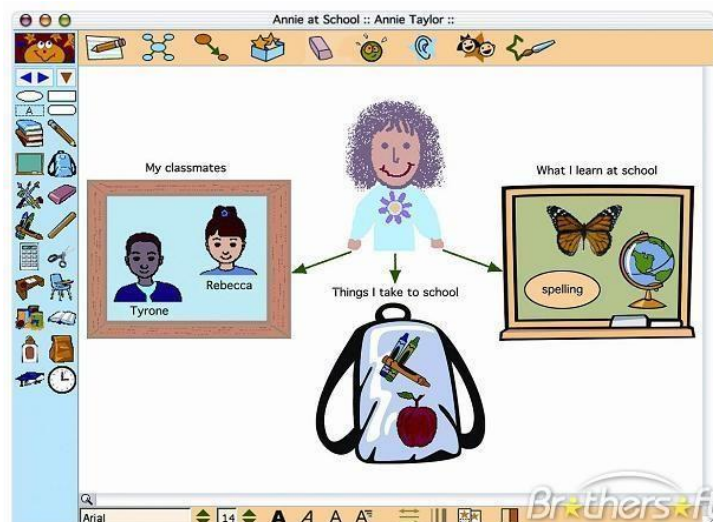 Annie at School :: Annie Taylor ::
A
My classmates
What I learn at school
Rebecca
Tyrone
Things I take to school
spelling
Arial
14
A A A A
Brothers